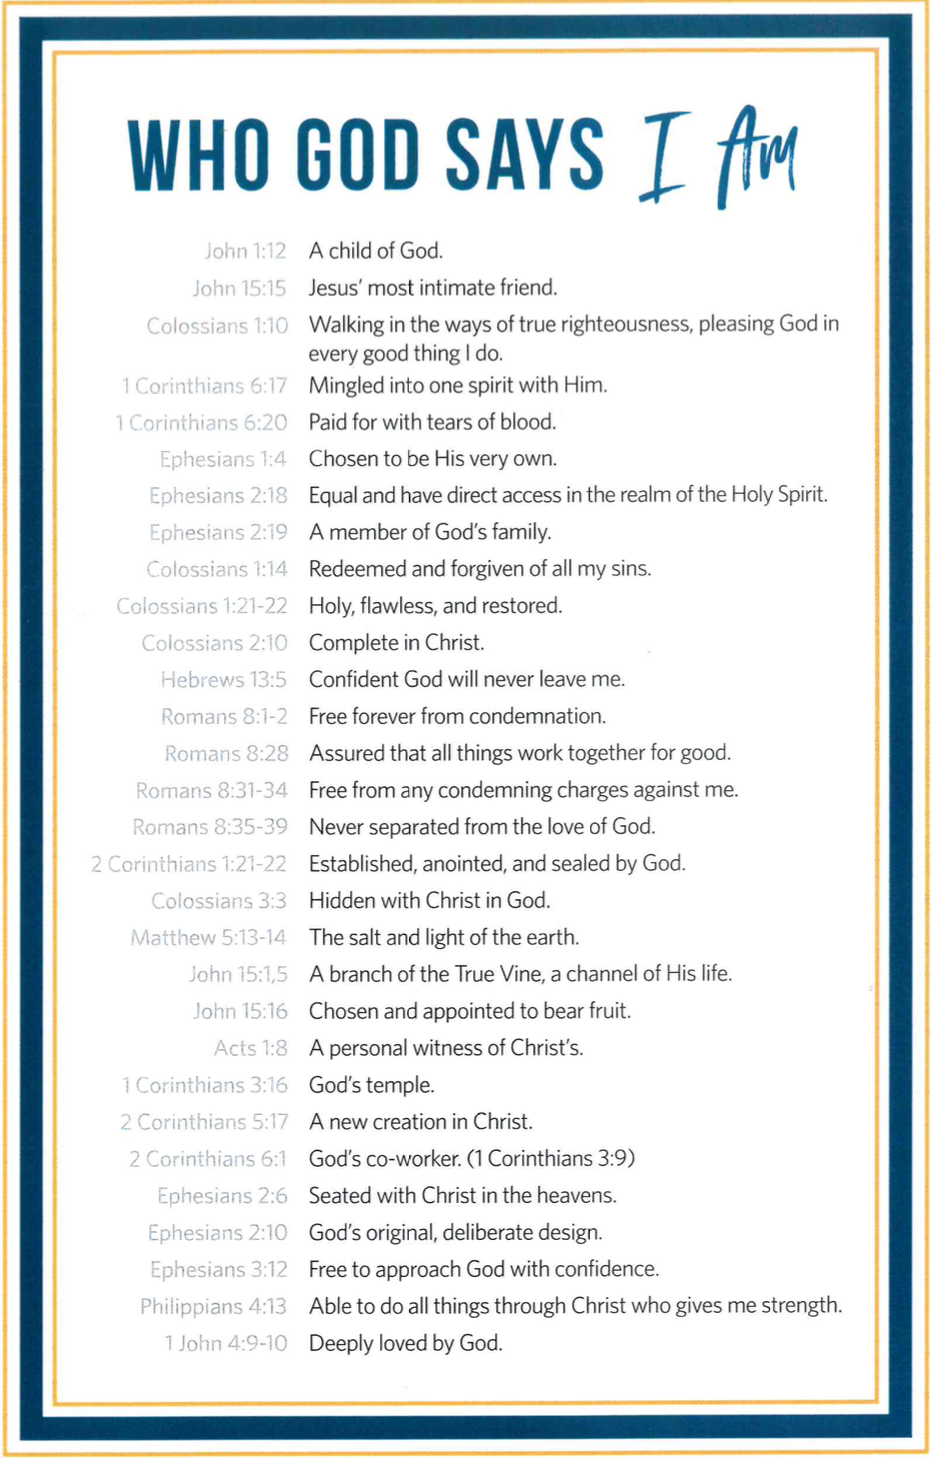 WHO GOD SAYS I Am
John 1:12 A child of God.
John 15:15 Jesus' most intimate friend.
Colossians 1:10 Walking in the ways of true righteousness, pleasing God in
every good thing I do.
1 Corinthians 6:17 Mingled into one spirit with Him.
1 Corinthians 6:20 Paid for with tears of blood.
Ephesians 1:4 Chosen to be His very own.
Ephesians 2:18 Equal and have direct access in the realm of the Holy Spirit.
Ephesians 2:19 A member of God's family.
Colossians 1:14 Redeemed and forgiven of all my sins.
Colossians 1:21-22 Holy, flawless, and restored.
Colossians 2:10 Complete in Christ.
Hebrews 13:5 Confident God will never leave me.
Romans 8:1-2 Free forever from condemnation.
Romans 8:28 Assured that all things work together for good.
Romans 8:31-34 Free from any condemning charges against me.
Romans 8:35-39 Never separated from the love of God.
2 Corinthians 1:21-22 Established, anointed, and sealed by God.
Colossians 3:3 Hidden with Christ in God.
Matthew 5:13-14 The salt and light of the earth.
John 15:1,5 A branch of the True Vine, a channel of His life.
John 15:16 Chosen and appointed to bear fruit.
Acts 1:8 A personal witness of Christ's.
1 Corinthians 3:16 God's temple.
2 Corinthians 5:17 A new creation in Christ.
2 Corinthians 6:1 God's co-worker. (1 Corinthians 3:9)
Ephesians 2:6 Seated with Christ in the heavens.
Ephesians 2:10 God's original, deliberate design.
Ephesians 3:12 Free to approach God with confidence.
Philippians 4:13 Able to do all things through Christ who gives me strength.
1 John 4:9-10 Deeply loved by God.